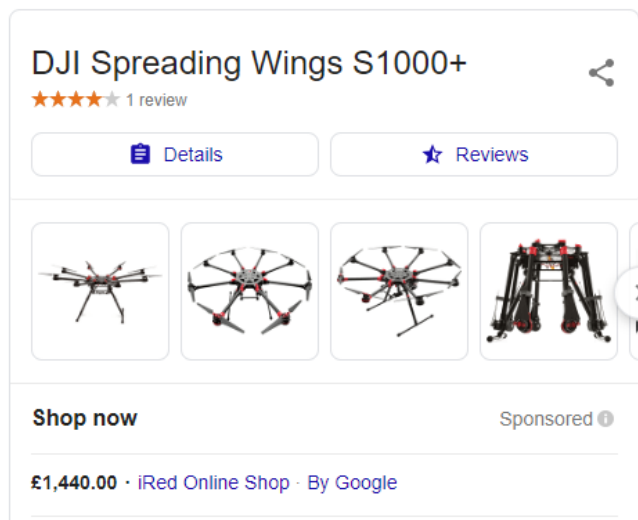 DJI Spreading Wings S1000+
1 review
Details
Reviews
Shop now
Sponsored
£1,440.00 · iRed Online Shop · By Google